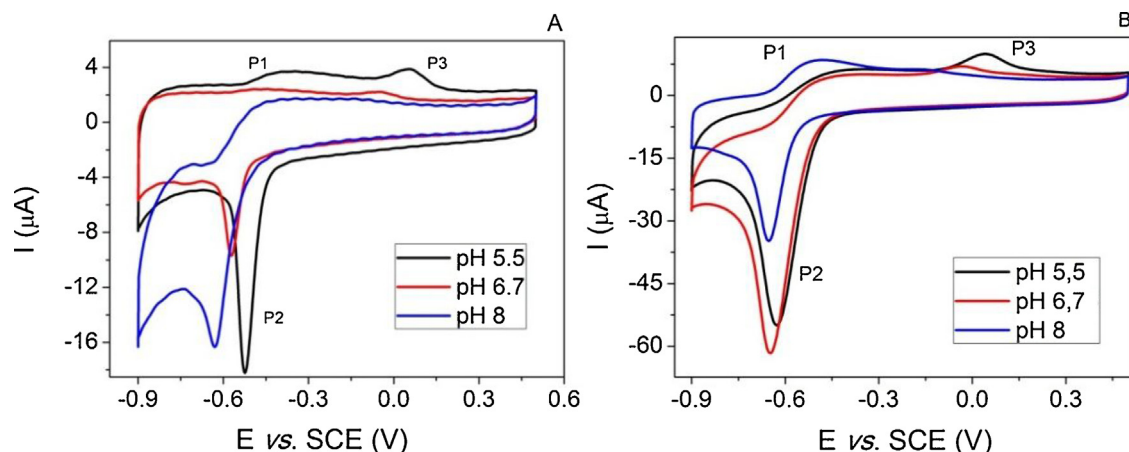 A
P1
P3
4
0
-4
-8
-12
-16
I (μA)
P2
pH 5.5
pH 6.7
pH 8
-0.9
-0.6
-0.3
0.0
0.3
0.6
E vs. SCE (V)
B
P1
P3
0
-15
-30
-45
-60
I (μA)
P2
pH 5,5
pH 6,7
pH 8
-0.9
-0.6
-0.3
0.0
0.3
E vs. SCE (V)